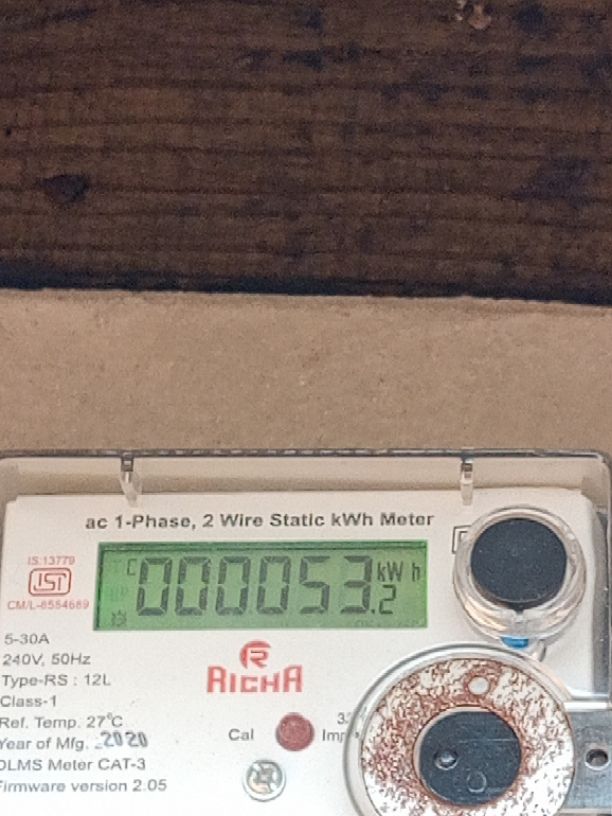 ac 1-Phase, 2 Wire Static kWh Meter
IS:13779
CM/L-8554689
C 000053.2 kWh
5-30A
240V, 50Hz
Type-RS : 12L
Class-1
Ref. Temp. 27°C
Year of Mfg. 2020
DLMS Meter CAT-3
Firmware version 2.05
RICHA
Cal